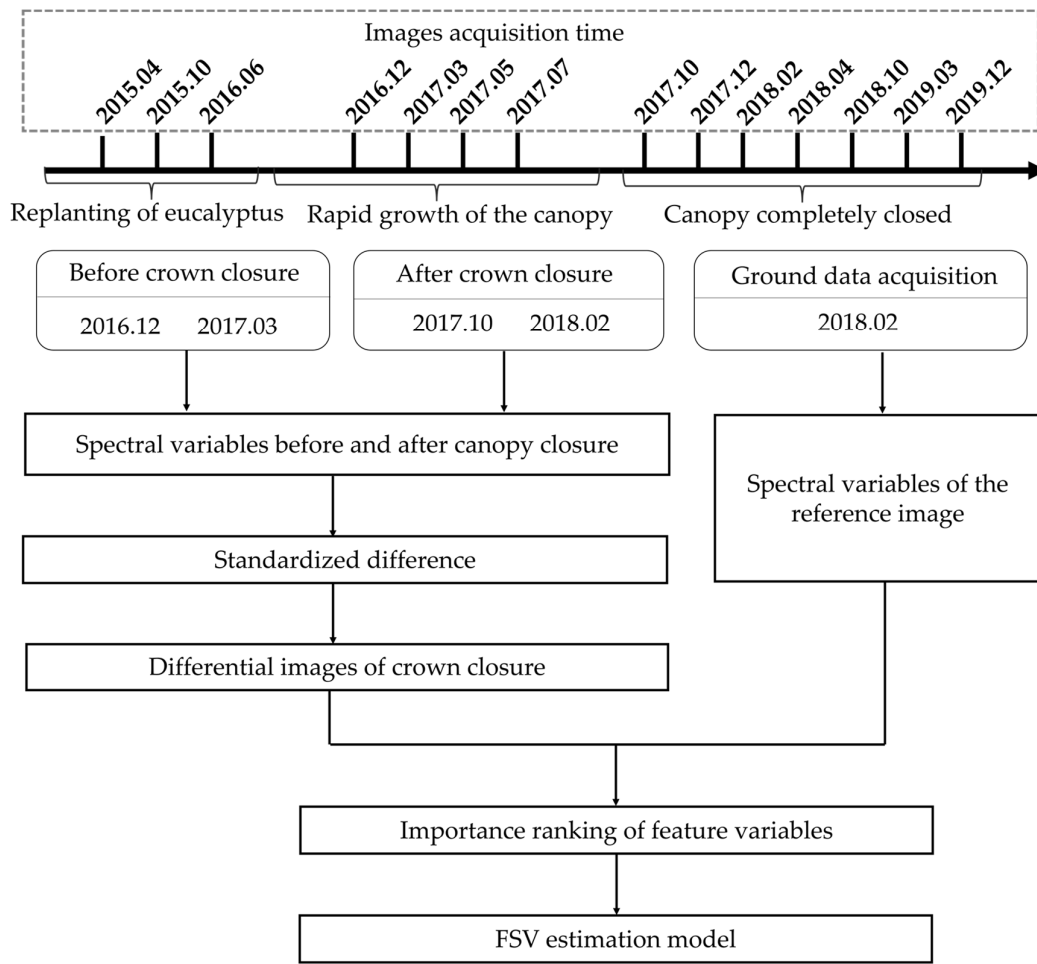 Images acquisition time
2015.04
2015.10
2016.06
2016.12
2017.03
2017.05
2017.07
2017.10
2017.12
2018.02
2018.04
2018.10
2019.03
2019.12
Replanting of eucalyptus
Rapid growth of the canopy
Canopy completely closed
Before crown closure
2016.12 2017.03
After crown closure
2017.10 2018.02
Ground data acquisition
2018.02
Spectral variables before and after canopy closure
Spectral variables of the
reference image
Standardized difference
Differential images of crown closure
Importance ranking of feature variables
FSV estimation model